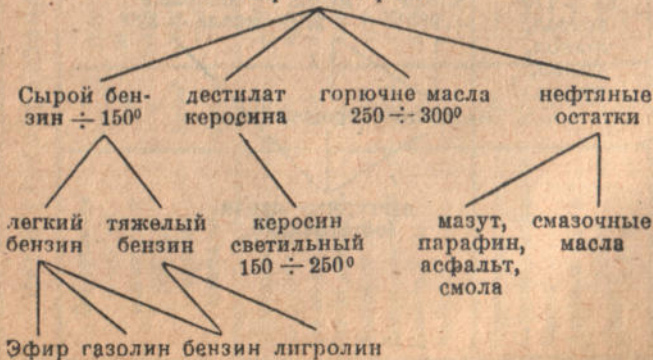 Сырой бен-
зин ÷ 150⁰
дестилат
керосина
горючие масла
250 ÷ 300⁰
нефтяные
остатки
легкий
бензин
тяжелый
бензин
керосин
светильный
150 ÷ 250⁰
мазут,
парафин,
асфальт,
смола
смазочные
масла
Эфир газолин бензин лигролин